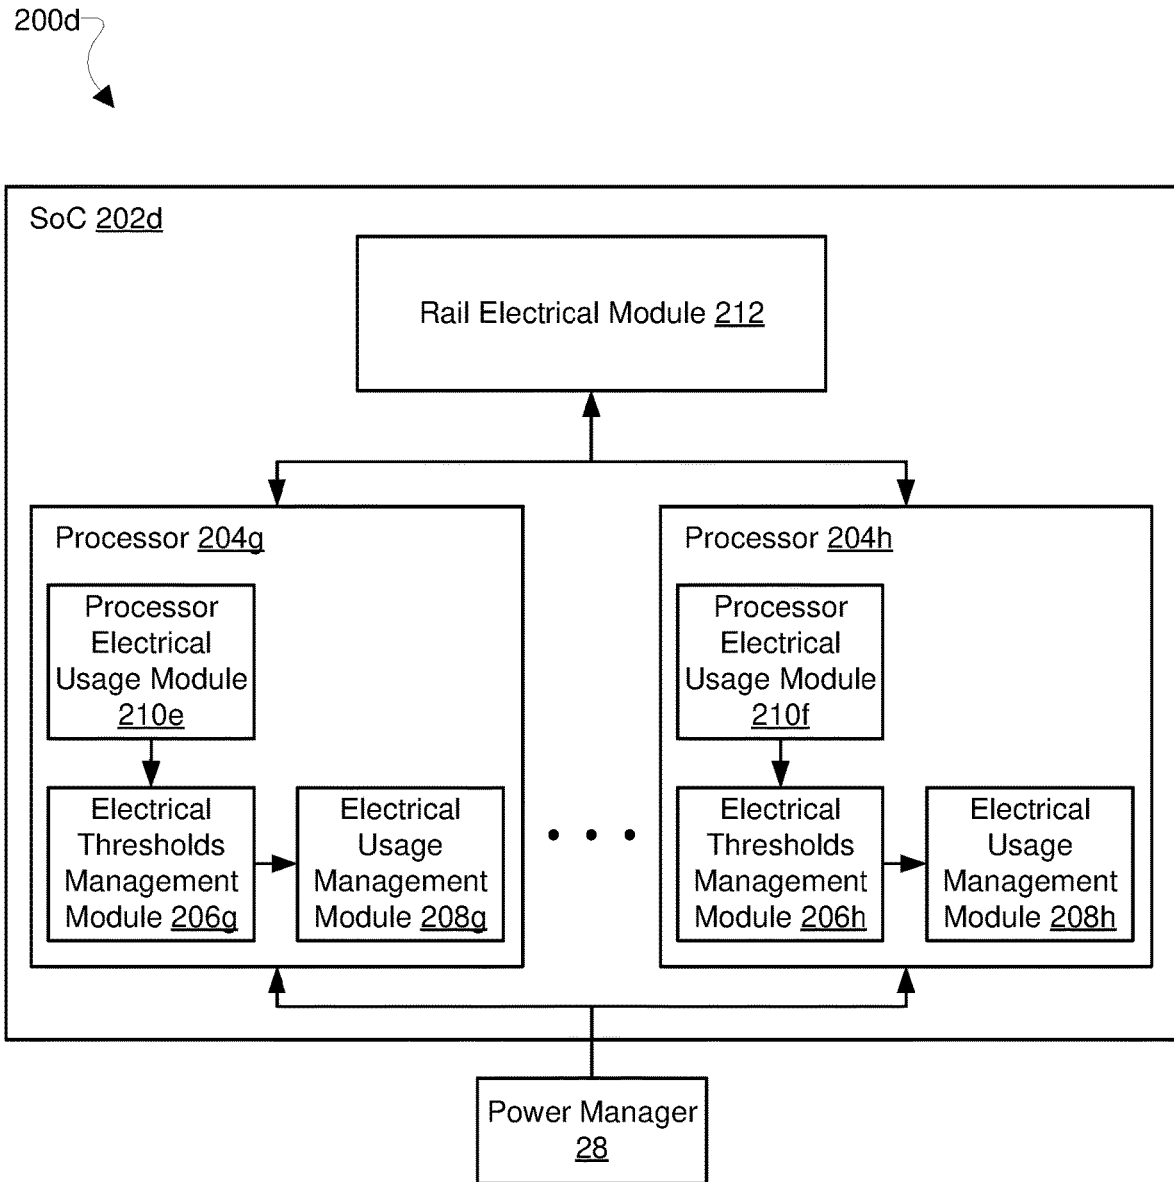 200d
SoC 202d
Rail Electrical Module 212
Processor 204g
Processor
Electrical
Usage Module
210e
Electrical
Thresholds
Management
Module 206g
Electrical
Usage
Management
Module 208g
Processor 204h
Processor
Electrical
Usage Module
210f
Electrical
Thresholds
Management
Module 206h
Electrical
Usage
Management
Module 208h
Power Manager
28